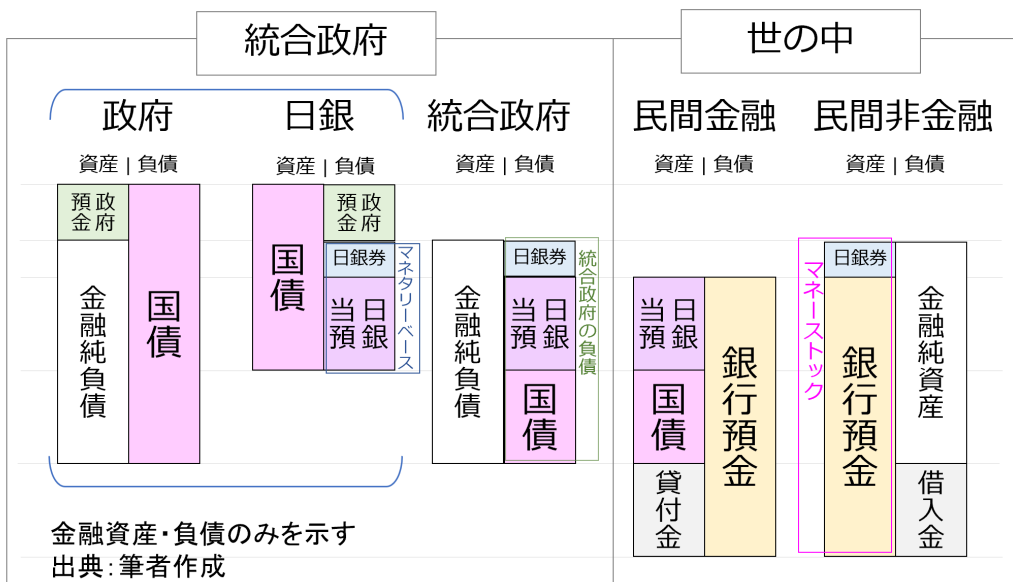 統合政府
世の中
政府
日銀
統合政府
民間金融
民間非金融
資産 | 負債
資産 | 負債
資産 | 負債
資産 | 負債
資産 | 負債
政府預金
金融純負債
国債
国債
政府預金
日銀券
日銀当預
マネタリーベース
金融純負債
日銀券
日銀当預
国債
統合政府の負債
日銀当預
国債
貸付金
銀行預金
マネーストック
日銀券
銀行預金
金融純資産
借入金
金融資産・負債のみを示す
出典：筆者作成